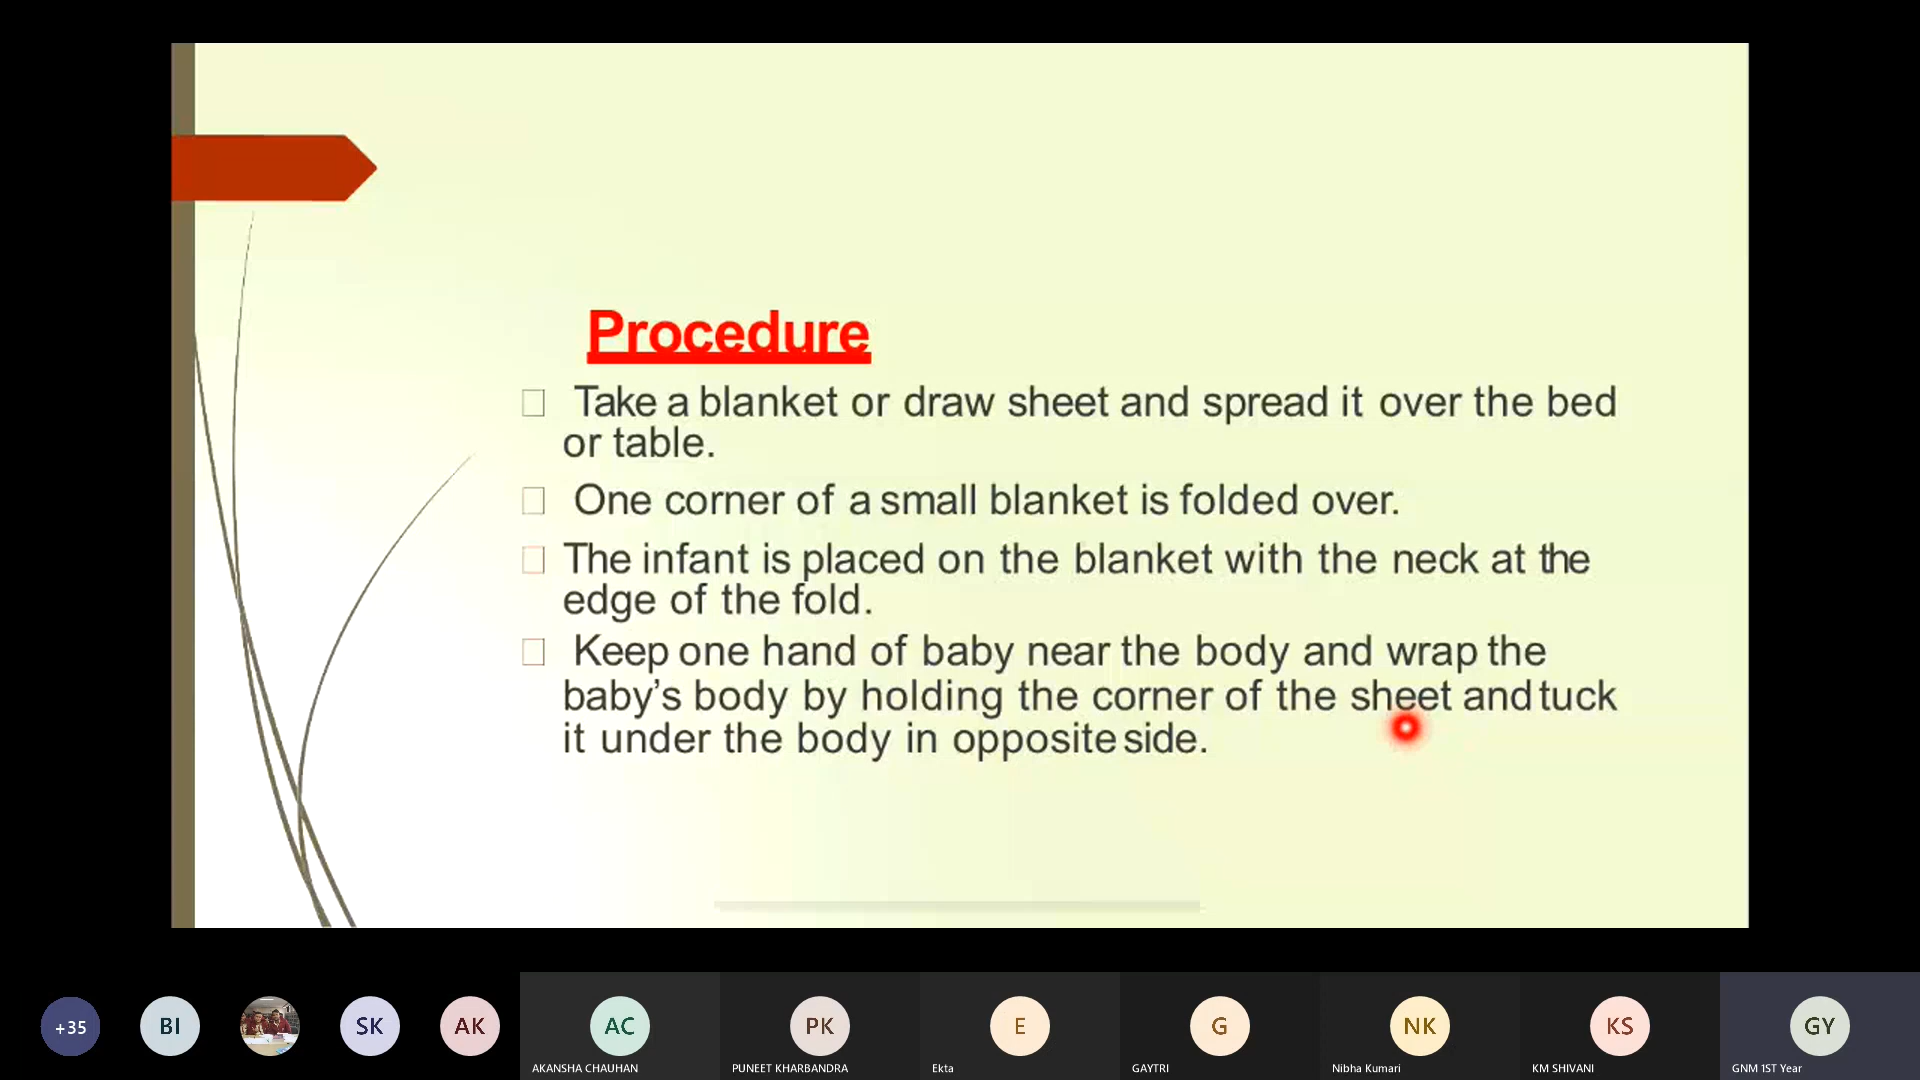 Procedure
Take a blanket or draw sheet and spread it over the bed
or table.
One corner of a small blanket is folded over.
The infant is placed on the blanket with the neck at the
edge of the fold.
Keep one hand of baby near the body and wrap the
baby’s body by holding the corner of the sheet and tuck
it under the body in opposite side.
+35
BI
SK
AK
AC
PK
E
G
NK
KS
GY
AKANSHA CHAUHAN
PUNEET KHARBANDRA
Ekta
GAYTRI
Nibha Kumari
KM SHIVANI
GNM 1ST Year